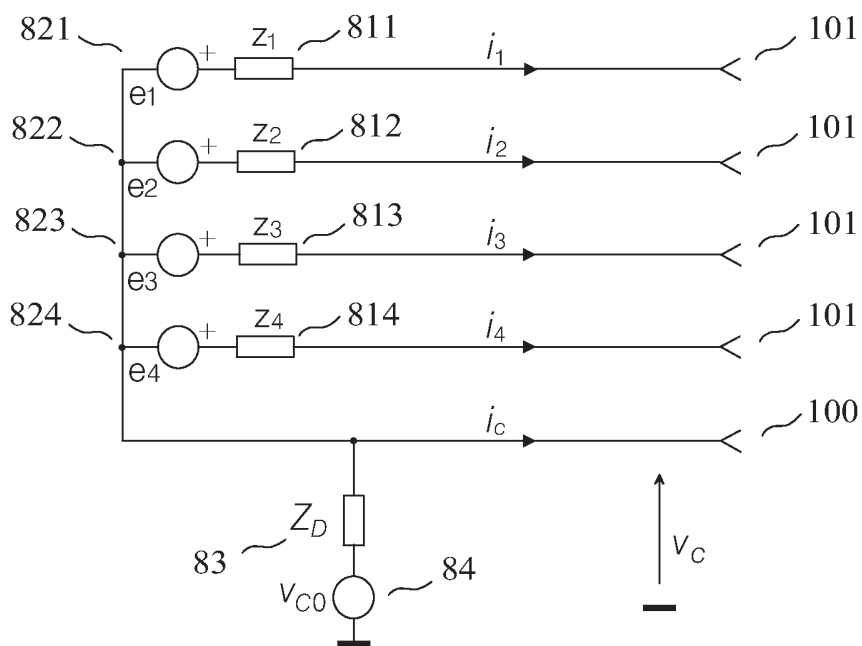 821 + z1 811 i1 101
e1
822 + z2 812 i2 101
e2
823 + z3 813 i3 101
e3
824 + z4 814 i4 101
e4
ic 100
ZD
83 84 vC
vC0